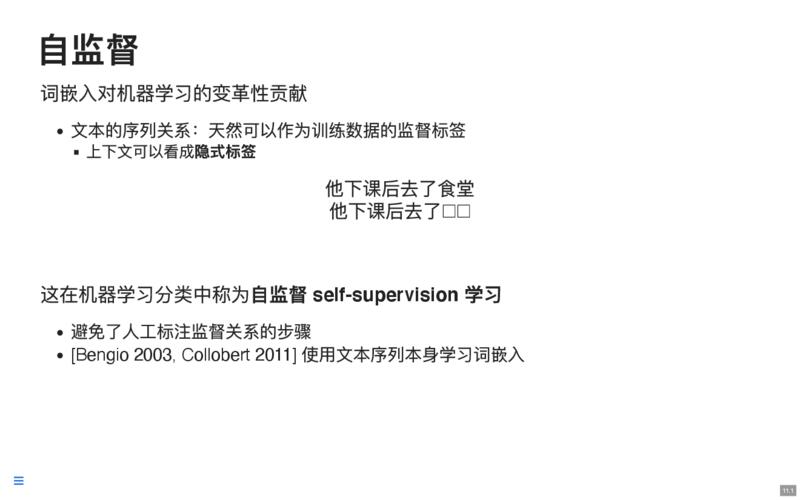 自监督
词嵌入对机器学习的变革性贡献
• 文本的序列关系：天然可以作为训练数据的监督标签
▪ 上下文可以看成隐式标签
他下课后去了食堂
他下课后去了□□
这在机器学习分类中称为自监督 self-supervision 学习
• 避免了人工标注监督关系的步骤
• [Bengio 2003, Collobert 2011] 使用文本序列本身学习词嵌入
11.1